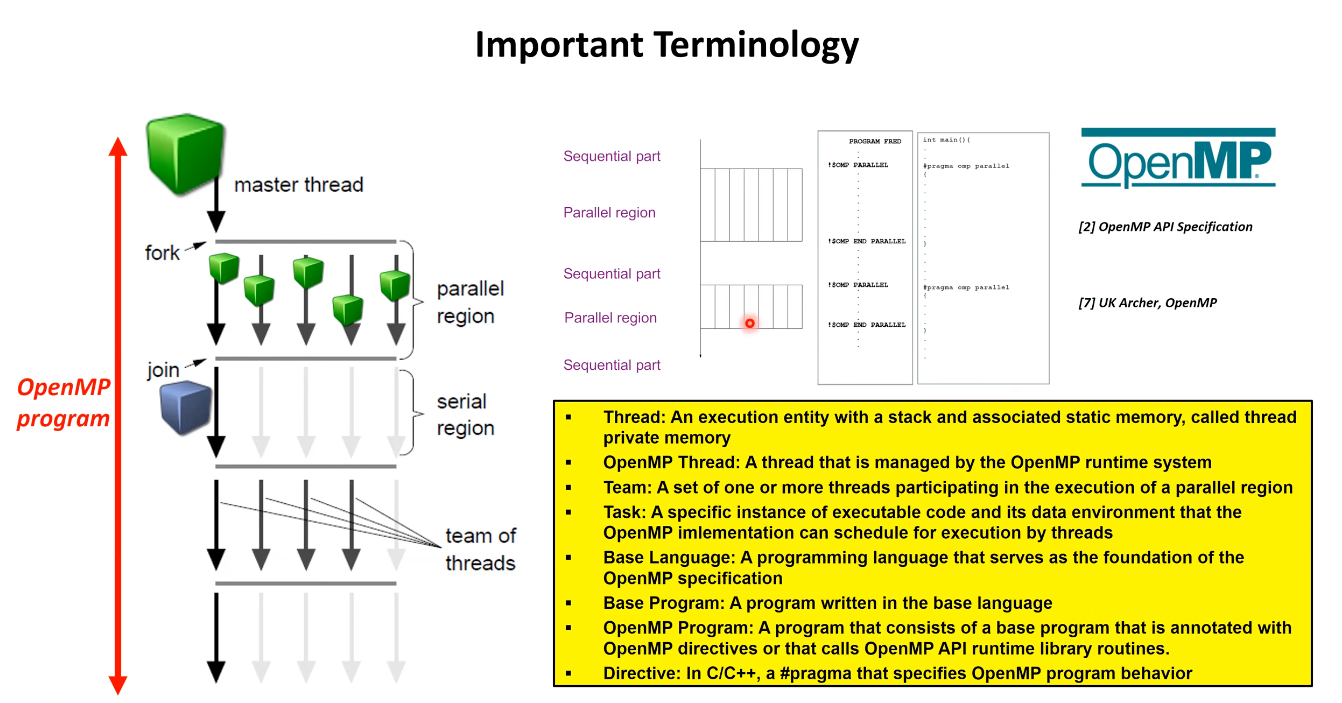 Important Terminology
master thread
fork
parallel
region
join
serial
region
team of
threads
OpenMP
program
Sequential part
Parallel region
Sequential part
Parallel region
Sequential part
PROGRAM FRED
!$OMP PARALLEL
!$OMP END PARALLEL
!$OMP PARALLEL
!$OMP END PARALLEL
int main(){
#pragma omp parallel
{
}
#pragma omp parallel
{
}
OpenMP
[2] OpenMP API Specification
[7] UK Archer, OpenMP
▪ Thread: An execution entity with a stack and associated static memory, called thread
private memory
▪ OpenMP Thread: A thread that is managed by the OpenMP runtime system
▪ Team: A set of one or more threads participating in the execution of a parallel region
▪ Task: A specific instance of executable code and its data environment that the
OpenMP imlementation can schedule for execution by threads
▪ Base Language: A programming language that serves as the foundation of the
OpenMP specification
▪ Base Program: A program written in the base language
▪ OpenMP Program: A program that consists of a base program that is annotated with
OpenMP directives or that calls OpenMP API runtime library routines.
▪ Directive: In C/C++, a #pragma that specifies OpenMP program behavior